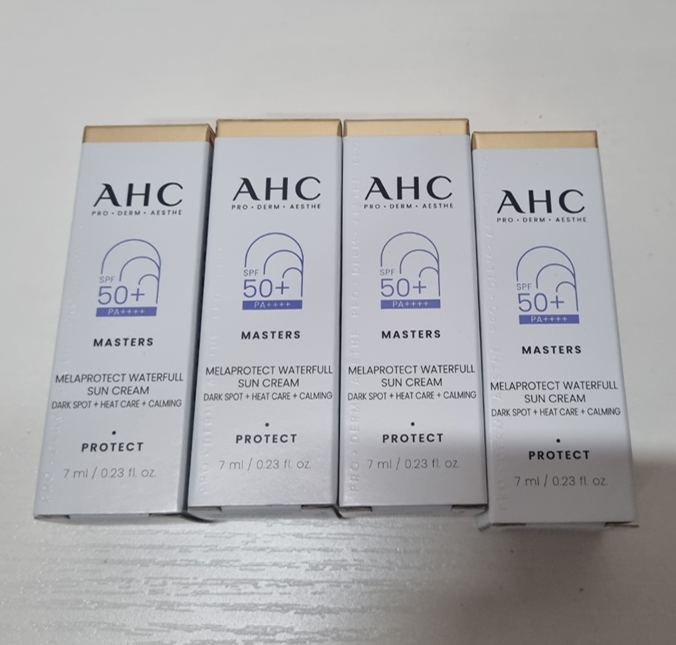 AHC
PRO • DERM • AESTHE
SPF
50+
PA++++
MASTERS
MELAPROTECT WATERFULL
SUN CREAM
DARK SPOT + HEAT CARE + CALMING
PROTECT
7 ml / 0.23 fl. oz.
AHC
PRO • DERM • AESTHE
SPF
50+
PA++++
MASTERS
MELAPROTECT WATERFULL
SUN CREAM
DARK SPOT + HEAT CARE + CALMING
PROTECT
7 ml / 0.23 fl. oz.
AHC
PRO • DERM • AESTHE
SPF
50+
PA++++
MASTERS
MELAPROTECT WATERFULL
SUN CREAM
DARK SPOT + HEAT CARE + CALMING
PROTECT
7 ml / 0.23 fl. oz.
AHC
PRO • DERM • AESTHE
SPF
50+
PA++++
MASTERS
MELAPROTECT WATERFULL
SUN CREAM
DARK SPOT + HEAT CARE + CALMING
PROTECT
7 ml / 0.23 fl. oz.